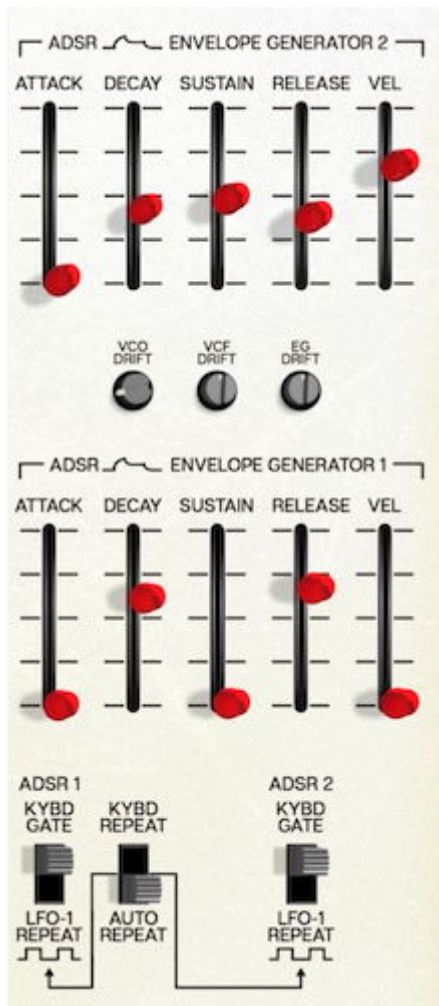 ADSR ENVELOPE GENERATOR 2
ATTACK DECAY SUSTAIN RELEASE VEL
VCO DRIFT
VCF DRIFT
EG DRIFT
ADSR ENVELOPE GENERATOR 1
ATTACK DECAY SUSTAIN RELEASE VEL
ADSR 1
KYBD GATE
LFO-1 REPEAT
KYBD REPEAT
AUTO REPEAT
ADSR 2
KYBD GATE
LFO-1 REPEAT